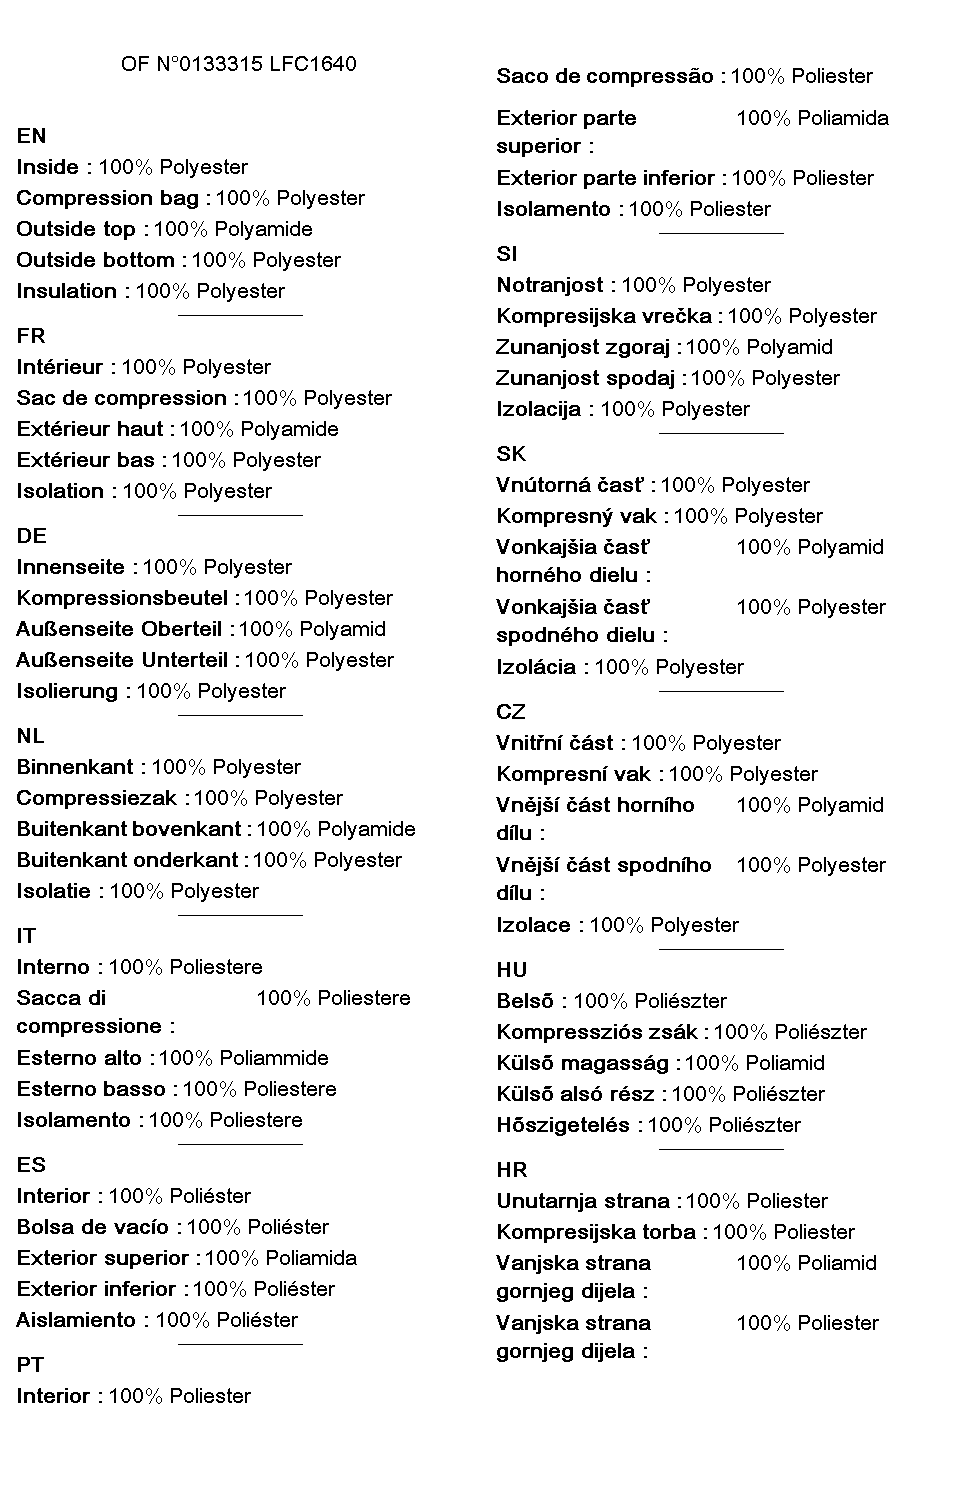 OF N°0133315 LFC1640
EN
Inside : 100% Polyester
Compression bag : 100% Polyester
Outside top : 100% Polyamide
Outside bottom : 100% Polyester
Insulation : 100% Polyester
FR
Intérieur : 100% Polyester
Sac de compression : 100% Polyester
Extérieur haut : 100% Polyamide
Extérieur bas : 100% Polyester
Isolation : 100% Polyester
DE
Innenseite : 100% Polyester
Kompressionsbeutel : 100% Polyester
Außenseite Oberteil : 100% Polyamid
Außenseite Unterteil : 100% Polyester
Isolierung : 100% Polyester
NL
Binnenkant : 100% Polyester
Compressiezak : 100% Polyester
Buitenkant bovenkant : 100% Polyamide
Buitenkant onderkant : 100% Polyester
Isolatie : 100% Polyester
IT
Interno : 100% Poliestere
Sacca di 100% Poliestere
compressione :
Esterno alto : 100% Poliammide
Esterno basso : 100% Poliestere
Isolamento : 100% Poliestere
ES
Interior : 100% Poliéster
Bolsa de vacío : 100% Poliéster
Exterior superior : 100% Poliamida
Exterior inferior : 100% Poliéster
Aislamiento : 100% Poliéster
PT
Interior : 100% Poliester
Saco de compressão : 100% Poliester
Exterior parte 100% Poliamida
superior :
Exterior parte inferior : 100% Poliester
Isolamento : 100% Poliester
SI
Notranjost : 100% Polyester
Kompresijska vrečka : 100% Polyester
Zunanjost zgoraj : 100% Polyamid
Zunanjost spodaj : 100% Polyester
Izolacija : 100% Polyester
SK
Vnútorná časť : 100% Polyester
Kompresný vak : 100% Polyester
Vonkajšia časť 100% Polyamid
horného dielu :
Vonkajšia časť 100% Polyester
spodného dielu :
Izolácia : 100% Polyester
CZ
Vnitřní část : 100% Polyester
Kompresní vak : 100% Polyester
Vnější část horního 100% Polyamid
dílu :
Vnější část spodního 100% Polyester
dílu :
Izolace : 100% Polyester
HU
Belső : 100% Poliészter
Kompressziós zsák : 100% Poliészter
Külső magasság : 100% Poliamid
Külső alsó rész : 100% Poliészter
Hőszigetelés : 100% Poliészter
HR
Unutarnja strana : 100% Poliester
Kompresijska torba : 100% Poliester
Vanjska strana 100% Poliamid
gornjeg dijela :
Vanjska strana 100% Poliester
gornjeg dijela :